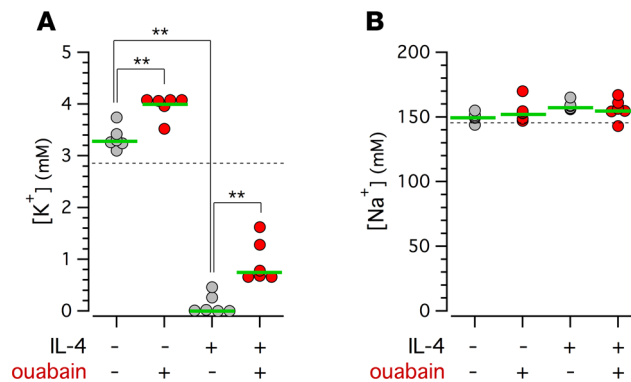 A
B
** **
**
[K+] (mM)
5
4
3
2
1
0
[Na+] (mM)
200
150
100
50
0
IL-4 - - + +
ouabain - + - +
IL-4 - - + +
ouabain - + - +